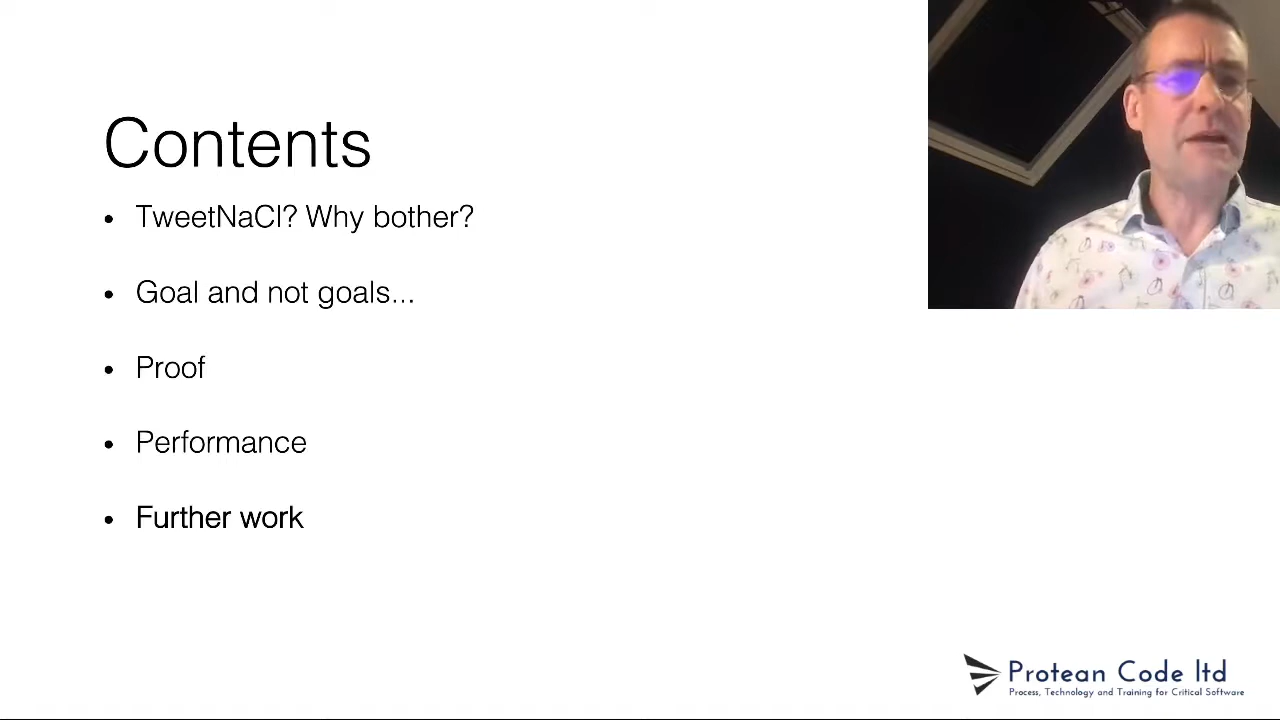 Contents
• TweetNaCl? Why bother?
• Goal and not goals...
• Proof
• Performance
• Further work
Protean Code ltd
Process, Technology and Training for Critical Software